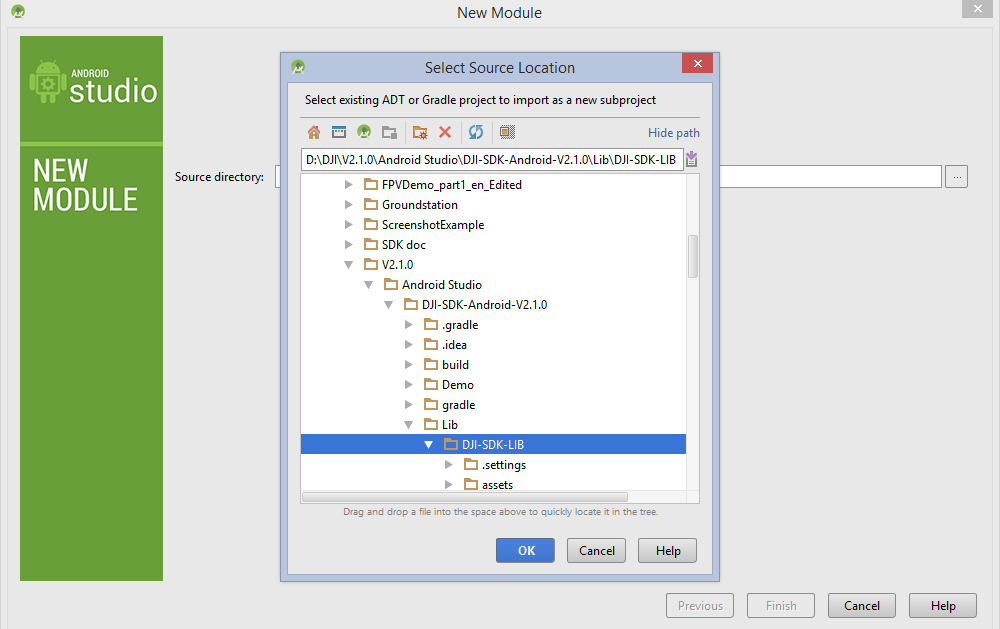 New Module
ANDROID
studio
NEW
MODULE
Source directory:
...
Select Source Location
Select existing ADT or Gradle project to import as a new subproject
Hide path
D:\DJI\V2.1.0\Android Studio\DJI-SDK-Android-V2.1.0\Lib\DJI-SDK-LIB
FPVDemo_part1_en_Edited
Groundstation
ScreenshotExample
SDK doc
V2.1.0
Android Studio
DJI-SDK-Android-V2.1.0
.gradle
.idea
build
Demo
gradle
Lib
DJI-SDK-LIB
.settings
assets
Drag and drop a file into the space above to quickly locate it in the tree.
OK Cancel Help
Previous Finish Cancel Help